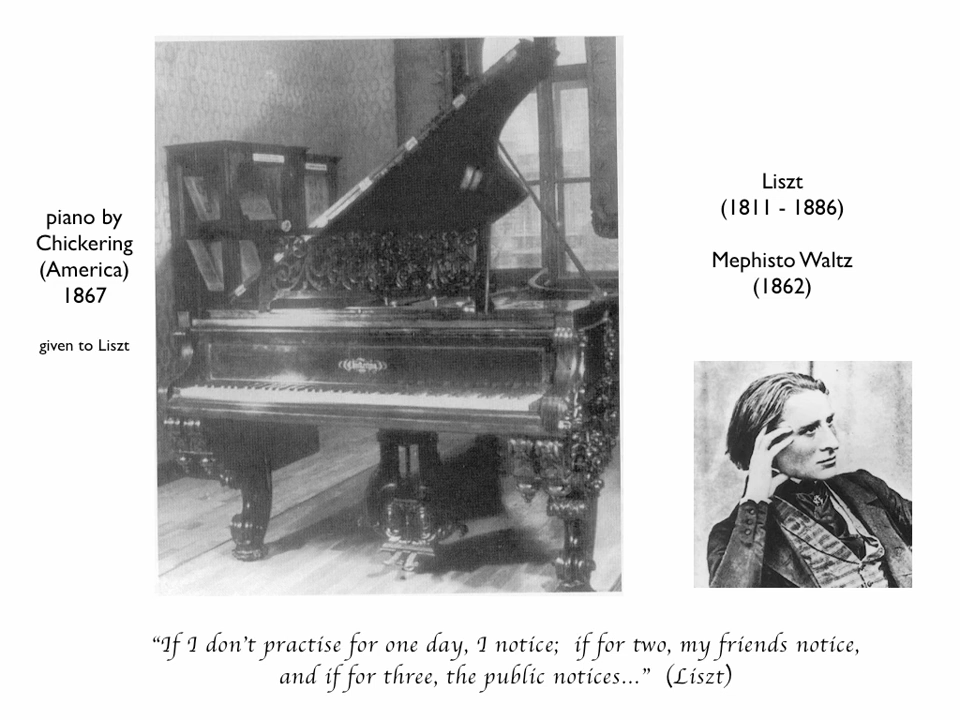 piano by
Chickering
(America)
1867
given to Liszt
Chickering
Liszt
(1811 - 1886)
Mephisto Waltz
(1862)
"If I don't practise for one day, I notice;  if for two, my friends notice,
and if for three, the public notices..."  (Liszt)